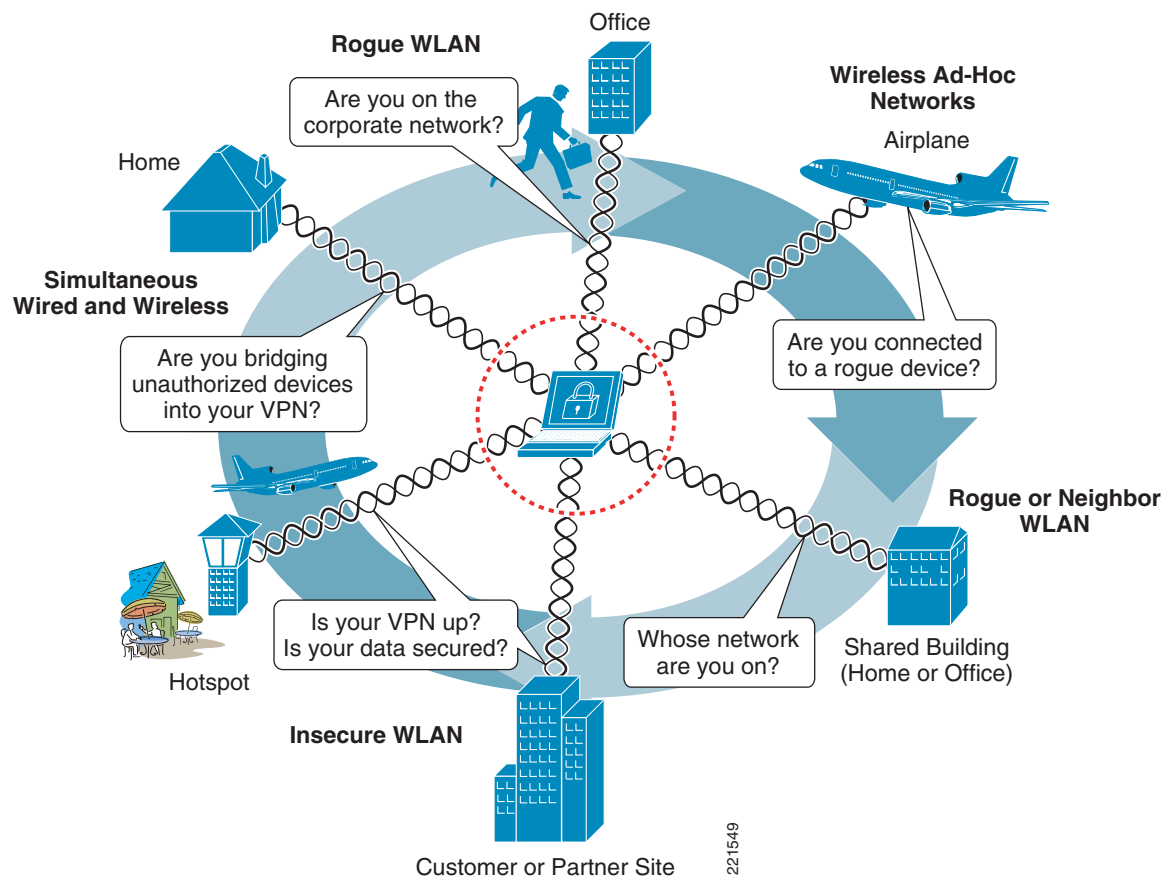 Office
Rogue WLAN
Are you on the
corporate network?
Wireless Ad-Hoc
Networks
Airplane
Home
Simultaneous
Wired and Wireless
Are you bridging
unauthorized devices
into your VPN?
Are you connected
to a rogue device?
Rogue or Neighbor
WLAN
Is your VPN up?
Is your data secured?
Whose network
are you on?
Shared Building
(Home or Office)
Hotspot
Insecure WLAN
Customer or Partner Site
221549